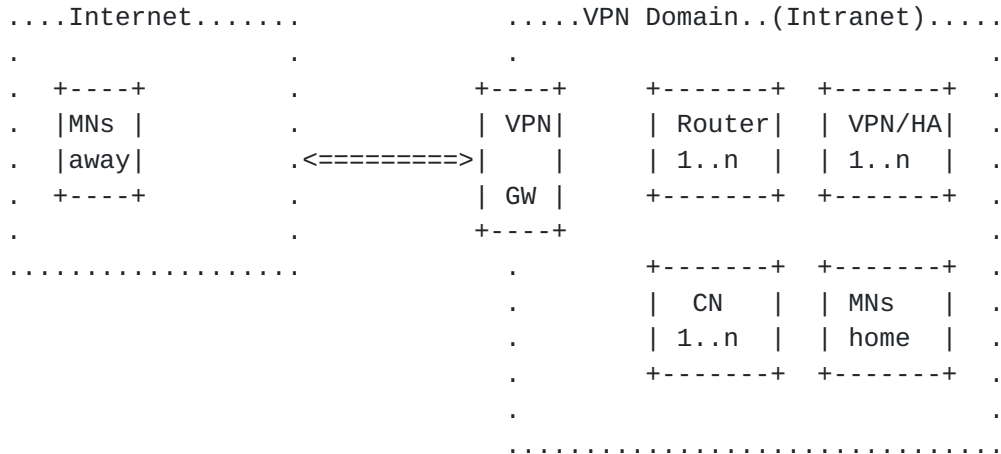 ....Internet.......             .....VPN Domain..(Intranet).....
.                 .             .                              .
.  +----+         .           +----+     +-------+  +-------+  .
.  |MNs |         .           | VPN|     | Router|  | VPN/HA|  .
.  |away|         .<=========>|    |     | 1..n  |  | 1..n  |  .
.  +----+         .           | GW |     +-------+  +-------+  .
.                 .           +----+                           .
...................             .        +-------+  +-------+  .
                                .        |  CN   |  | MNs   |  .
                                .        | 1..n  |  | home  |  .
                                .        +-------+  +-------+  .
                                .                              .
                                ................................